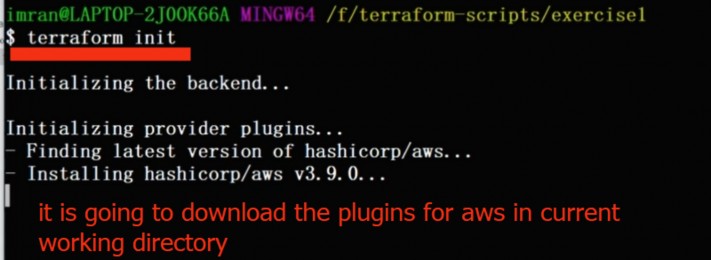 imran@LAPTOP-2J0OK66A MINGW64 /f/terraform-scripts/exercise1
$ terraform init
Initializing the backend...
Initializing provider plugins...
- Finding latest version of hashicorp/aws...
- Installing hashicorp/aws v3.9.0...
it is going to download the plugins for aws in current
working directory